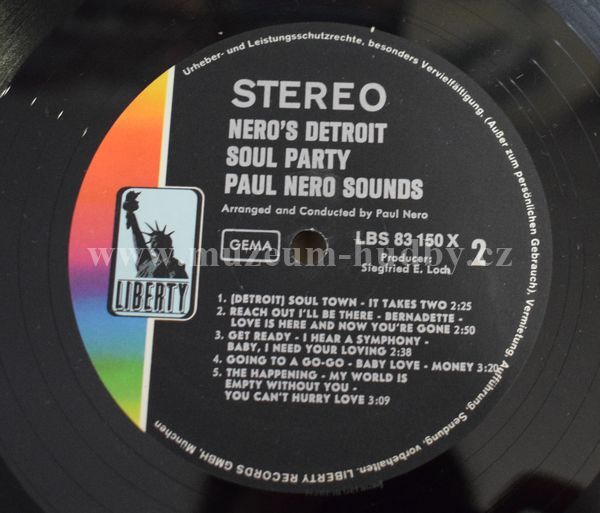 Urheber- und Leistungsschutzrechte, besonders Vervielfältigung, (Außer zum persönlichen Gebrauch), Vermietung, Aufführung, Sendung, vorbehalten. LIBERTY RECORDS GMBH, München
STEREO
NERO'S DETROIT
SOUL PARTY
PAUL NERO SOUNDS
Arranged and Conducted by Paul Nero
GEMA
LBS 83 150 X
2
Producer:
Siegfried E. Loch
LIBERTY
www.muzeum-hudby.cz
1. (DETROIT) SOUL TOWN - IT TAKES TWO 2:25
2. REACH OUT I'LL BE THERE - BERNADETTE -
LOVE IS HERE AND NOW YOU'RE GONE 2:50
3. GET READY - I HEAR A SYMPHONY -
BABY, I NEED YOUR LOVING 2:38
4. GOING TO A GO-GO - BABY LOVE - MONEY 3:20
5. THE HAPPENING - MY WORLD IS
EMPTY WITHOUT YOU -
YOU CAN'T HURRY LOVE 3:09